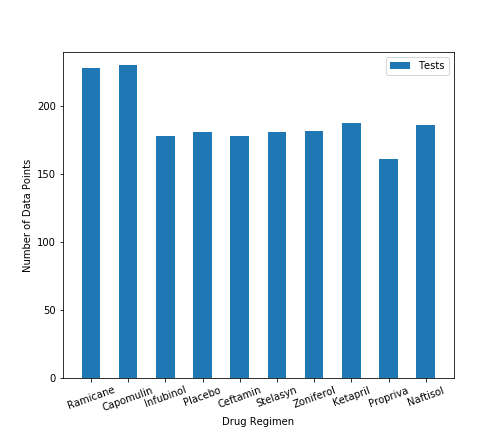 Tests
200
150
100
50
0
Number of Data Points
Ramicane
Capomulin
Infubinol
Placebo
Ceftamin
Stelasyn
Zoniferol
Ketapril
Propriva
Naftisol
Drug Regimen